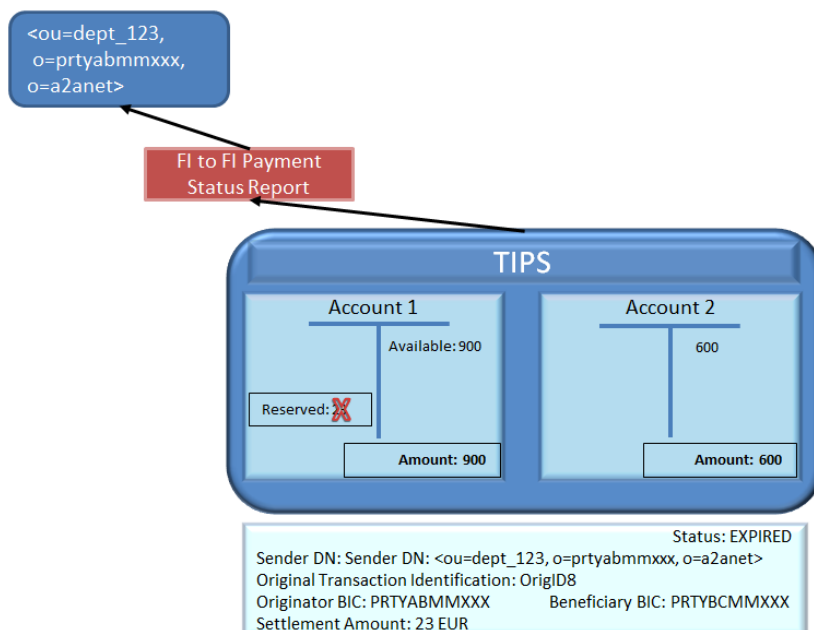 <ou=dept_123,
o=prtyabmmxxx,
o=a2anet>
FI to FI Payment
Status Report
TIPS
Account 1
Available: 900
Reserved: 23
X
Amount: 900
Account 2
600
Amount: 600
Status: EXPIRED
Sender DN: Sender DN: <ou=dept_123, o=prtyabmmxxx, o=a2anet>
Original Transaction Identification: OrigID8
Originator BIC: PRTYABMMXXX Beneficiary BIC: PRTYBCMMXXX
Settlement Amount: 23 EUR